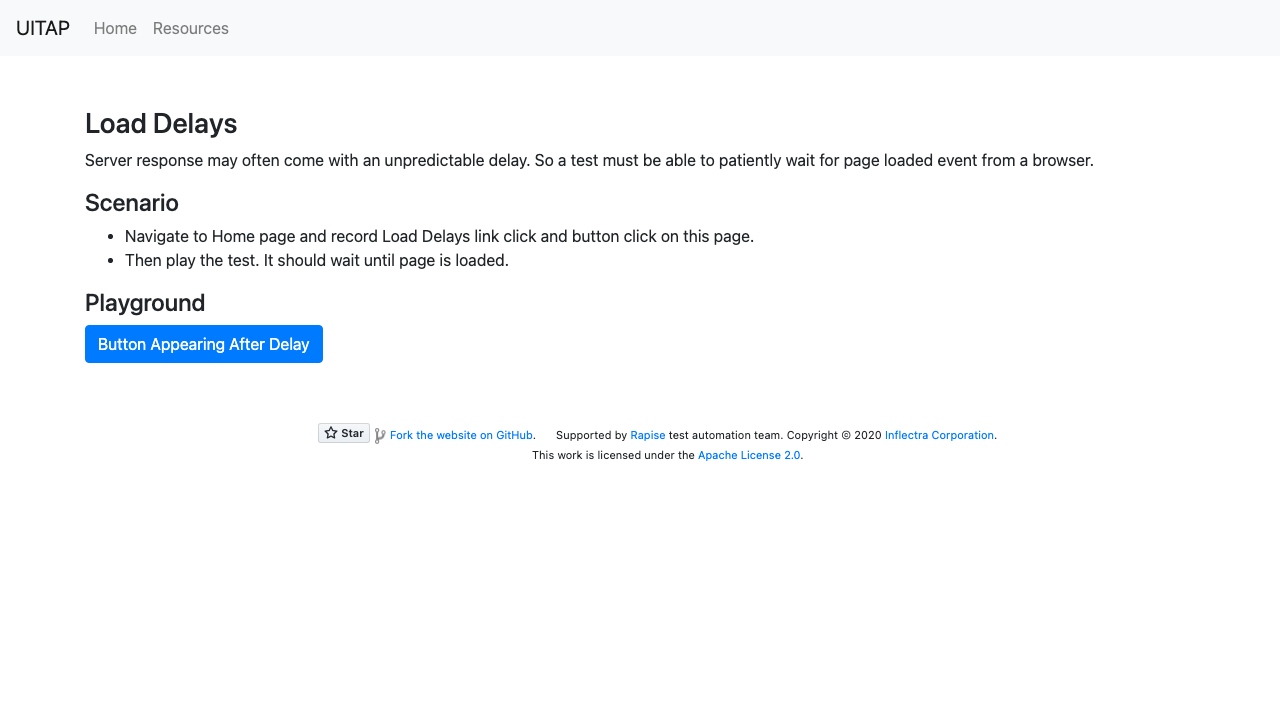 UITAP Home Resources
Load Delays
Server response may often come with an unpredictable delay. So a test must be able to patiently wait for page loaded event from a browser.
Scenario
• Navigate to Home page and record Load Delays link click and button click on this page.
• Then play the test. It should wait until page is loaded.
Playground
Button Appearing After Delay
Star Fork the website on GitHub. Supported by Rapise test automation team. Copyright © 2020 Inflectra Corporation.
This work is licensed under the Apache License 2.0.